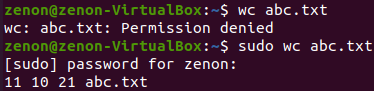 zenon@zenon-VirtualBox:~$ wc abc.txt
wc: abc.txt: Permission denied
zenon@zenon-VirtualBox:~$ sudo wc abc.txt
[sudo] password for zenon:
11 10 21 abc.txt